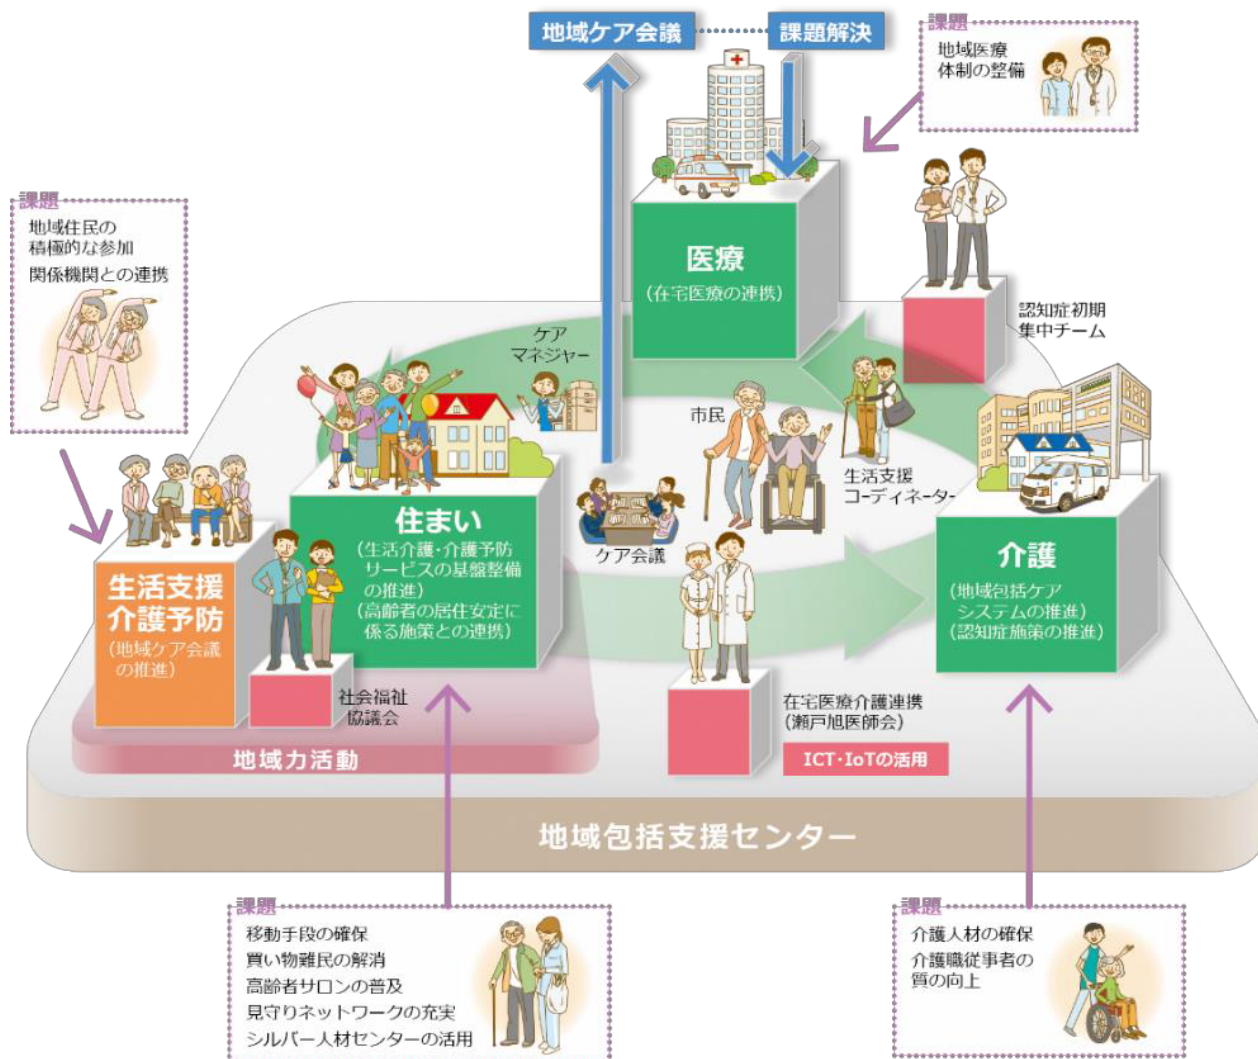 地域ケア会議
課題解決
課題
地域医療
体制の整備
課題
地域住民の
積極的な参加
関係機関との連携
医療
（在宅医療の連携）
認知症初期
集中チーム
ケア
マネジャー
市民
生活支援
コーディネーター
ケア会議
住まい
（生活介護・介護予防
サービスの基盤整備
の推進）
（高齢者の居住安定に
係る施策との連携）
介護
（地域包括ケア
システムの推進）
（認知症施策の推進）
生活支援
介護予防
（地域ケア会議
の推進）
社会福祉
協議会
在宅医療介護連携
（瀬戸旭医師会）
ICT・IoTの活用
地域力活動
地域包括支援センター
課題
移動手段の確保
買い物難民の解消
高齢者サロンの普及
見守りネットワークの充実
シルバー人材センターの活用
課題
介護人材の確保
介護職従事者の
質の向上